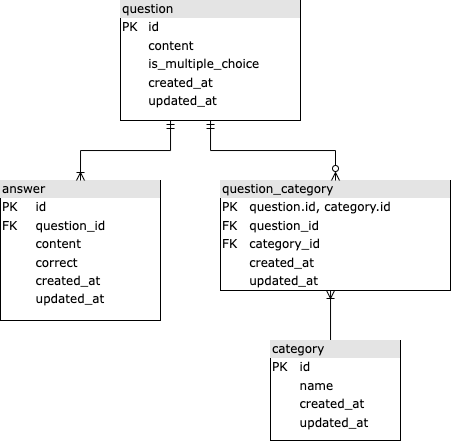 question
PK id
content
is_multiple_choice
created_at
updated_at
answer
PK id
FK question_id
content
correct
created_at
updated_at
question_category
PK question.id, category.id
FK question_id
FK category_id
created_at
updated_at
category
PK id
name
created_at
updated_at